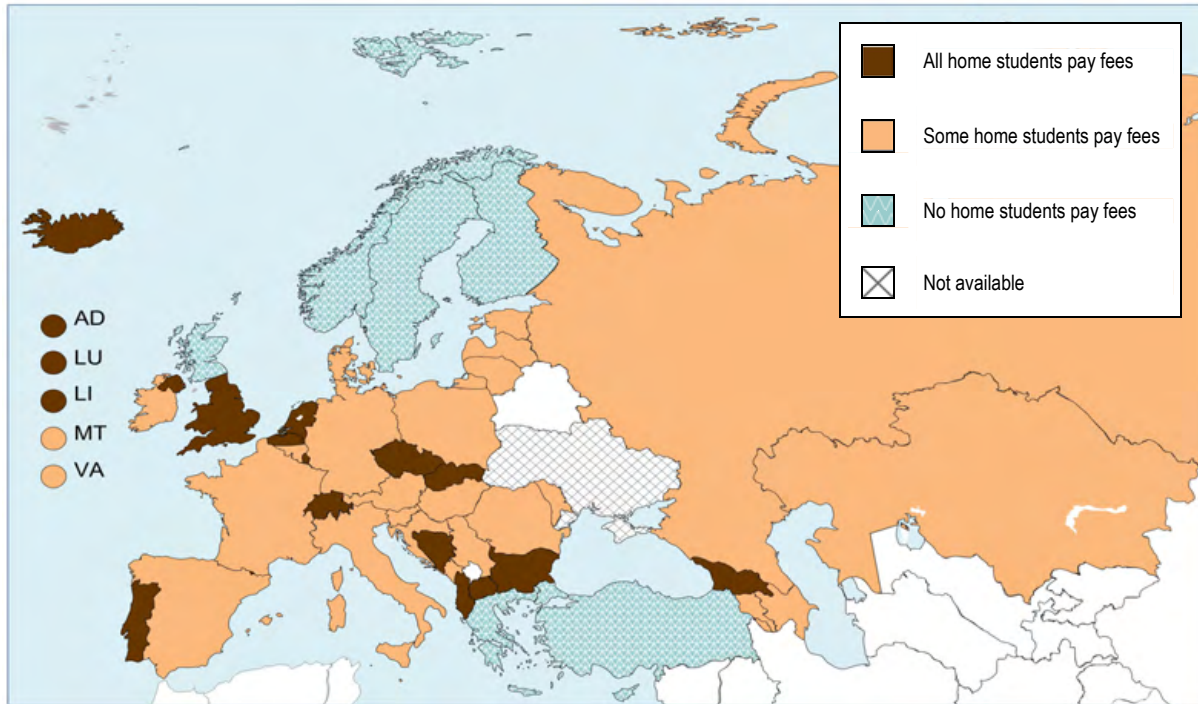 All home students pay fees
Some home students pay fees
No home students pay fees
Not available
AD
LU
LI
MT
VA